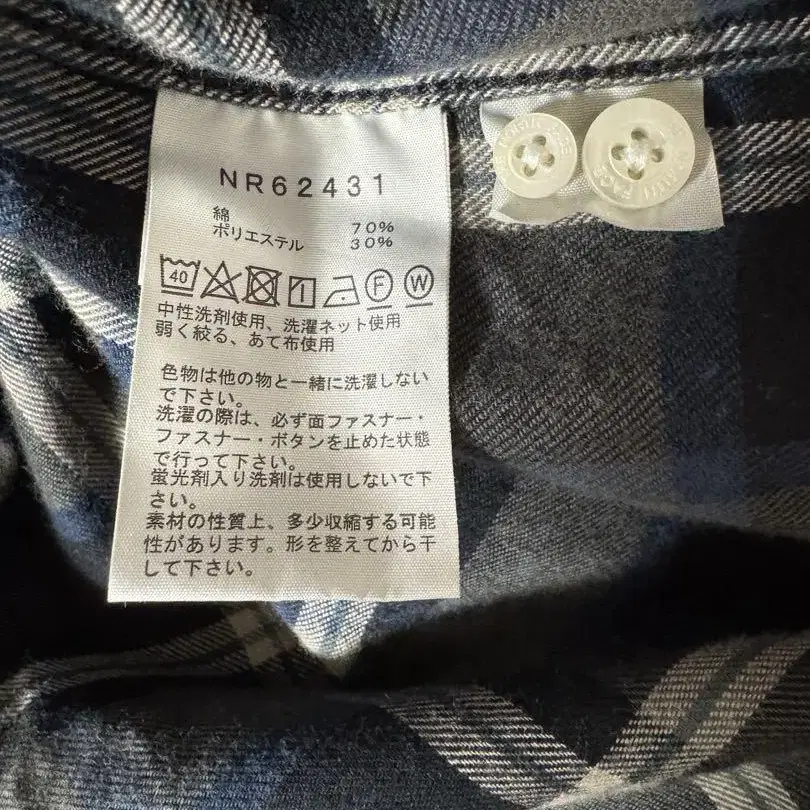 NR62431
綿 70%
ポリエステル 30%
40 F W
中性洗剤使用、洗濯ネット使用
弱く絞る、あて布使用
色物は他の物と一緒に洗濯しない
で下さい。
洗濯の際は、必ず面ファスナー・
ファスナー・ボタンを止めた状態
で行って下さい。
蛍光剤入り洗剤は使用しないで下
さい。
素材の性質上、多少収縮する可能
性があります。形を整えてから干
して下さい。